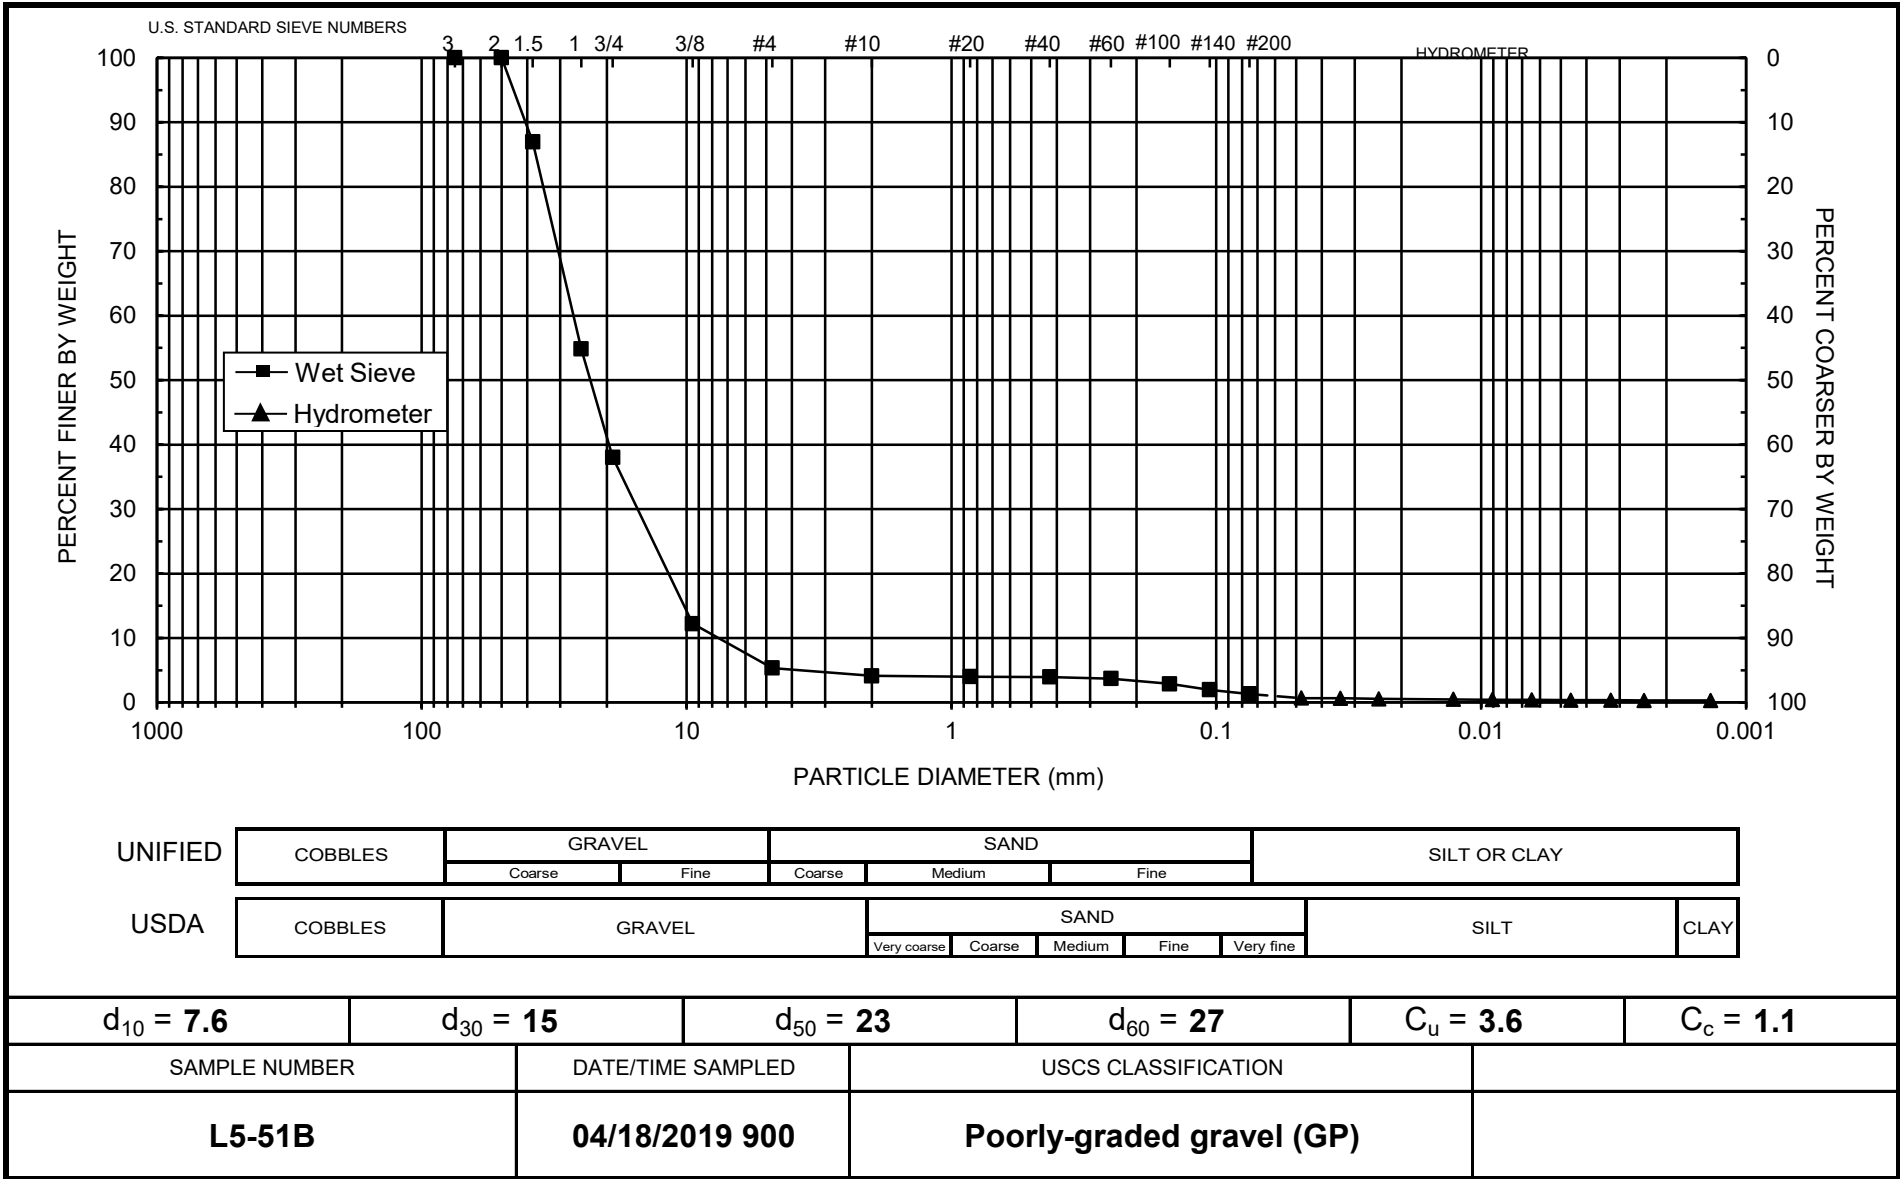 U.S. STANDARD SIEVE NUMBERS
3 2 1.5 1 3/4 3/8 #4 #10 #20 #40 #60 #100 #140 #200
HYDROMETER
100 0
90 10
80 20
70 30
60 40
50 50
40 60
30 70
20 80
10 90
0 100
PERCENT FINER BY WEIGHT
PERCENT COARSER BY WEIGHT
Wet Sieve
Hydrometer
1000 100 10 1 0.1 0.01 0.001
PARTICLE DIAMETER (mm)
UNIFIED COBBLES GRAVEL SAND SILT OR CLAY
Coarse Fine Coarse Medium Fine
USDA COBBLES GRAVEL SAND SILT CLAY
Very coarse Coarse Medium Fine Very fine
d10 = 7.6 d30 = 15 d50 = 23 d60 = 27 Cu = 3.6 Cc = 1.1
SAMPLE NUMBER DATE/TIME SAMPLED USCS CLASSIFICATION
L5-51B 04/18/2019 900 Poorly-graded gravel (GP)